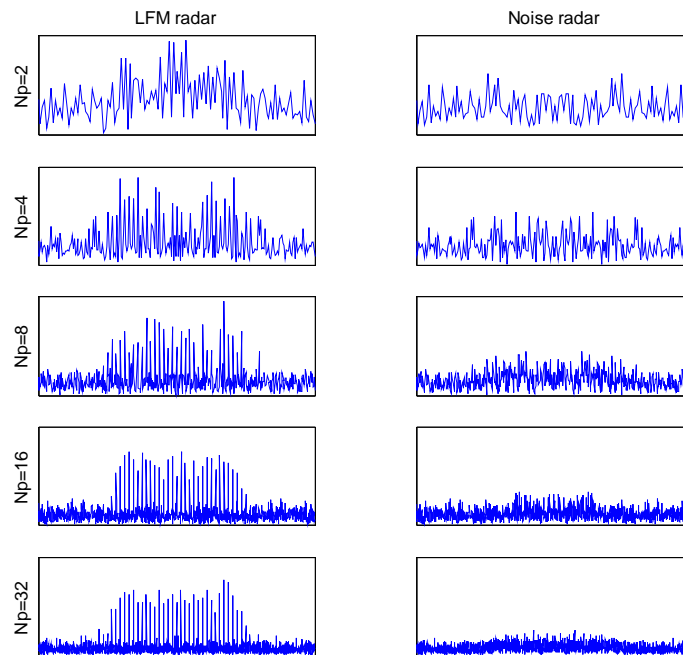 LFM radar
Noise radar
Np=2
Np=4
Np=8
Np=16
Np=32